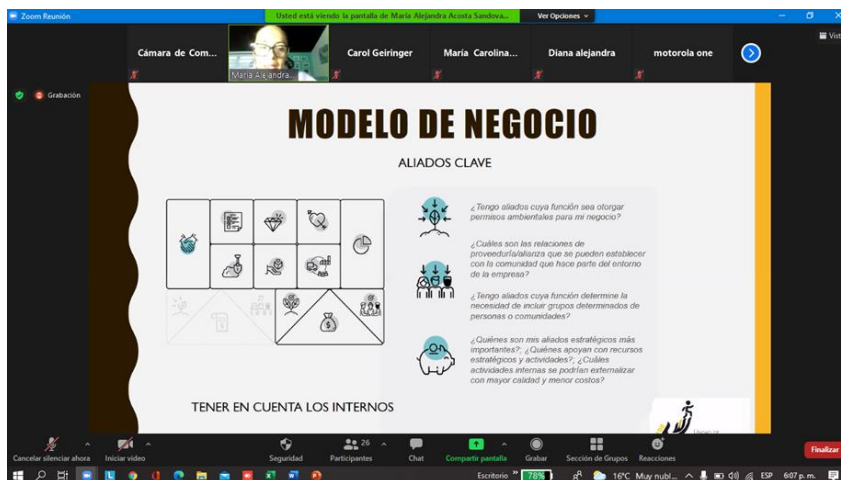 Zoom Reunión
Usted está viendo la pantalla de María Alejandra Acosta Sandova...
Ver Opciones
Vist
Cámara de Com...
María Alejandra...
Carol Geiringer
María Carolina...
Diana alejandra
motorola one
Grabación
MODELO DE NEGOCIO
ALIADOS CLAVE
¿Tengo aliados cuya función sea otorgar
permisos ambientales para mi negocio?
¿Cuáles son las relaciones de
proveeduría/alianza que se pueden establecer
con la comunidad que hace parte del entorno
de la empresa?
¿Tengo aliados cuya función determine la
necesidad de incluir grupos determinados de
personas o comunidades?
¿Quiénes son mis aliados estratégicos más
importantes?; ¿Quiénes apoyan con recursos
estratégicos y actividades?; ¿Cuáles
actividades internas se podrían externalizar
con mayor calidad y menor costos?
TENER EN CUENTA LOS INTERNOS
Cancelar silenciar ahora
Iniciar video
Seguridad
26
Participantes
Chat
Compartir pantalla
Grabar
Sección de Grupos
Reacciones
Finalizar
Escritorio
78%
16°C Muy nubl...
ESP
6:07 p. m.